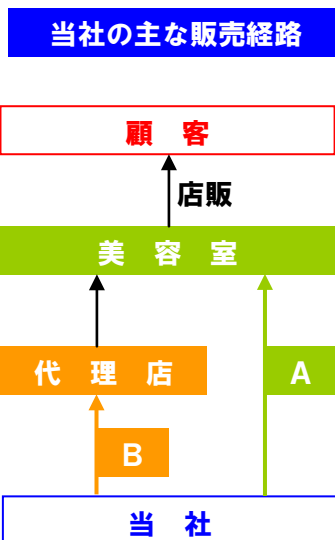 当社の主な販売経路
顧 客
店販
美 容 室
代 理 店
A
B
当 社